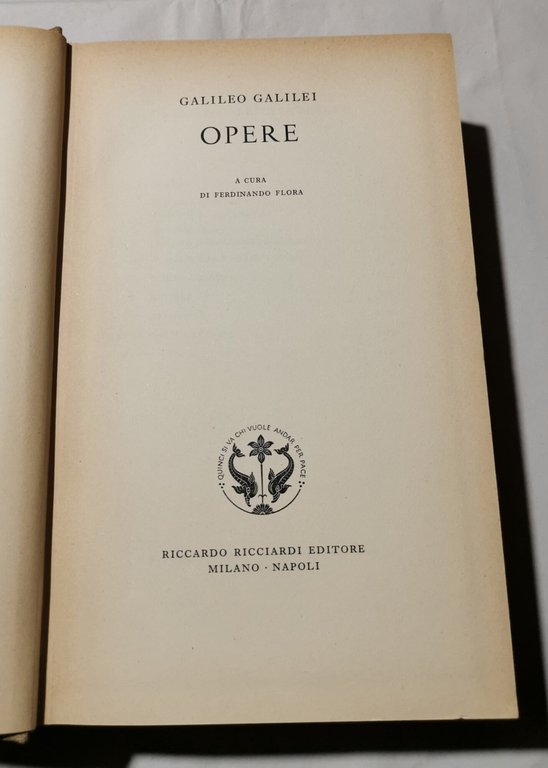 GALILEO GALILEI
OPERE
A CURA
DI FERDINANDO FLORA
QUINCI SI VA CHI VUOLE ANDAR PER PACE
RICCARDO RICCIARDI EDITORE
MILANO · NAPOLI